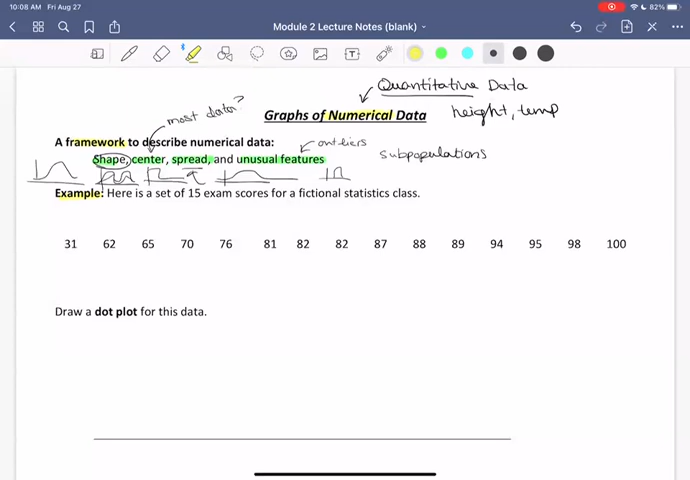 10:08 AM Fri Aug 27
82%
Module 2 Lecture Notes (blank)
Quantitative Data
most data?
Graphs of Numerical Data
height, temp
A framework to describe numerical data:
outliers
Shape, center, spread, and unusual features
subpopulations
Example: Here is a set of 15 exam scores for a fictional statistics class.
31 62 65 70 76 81 82 82 87 88 89 94 95 98 100
Draw a dot plot for this data.